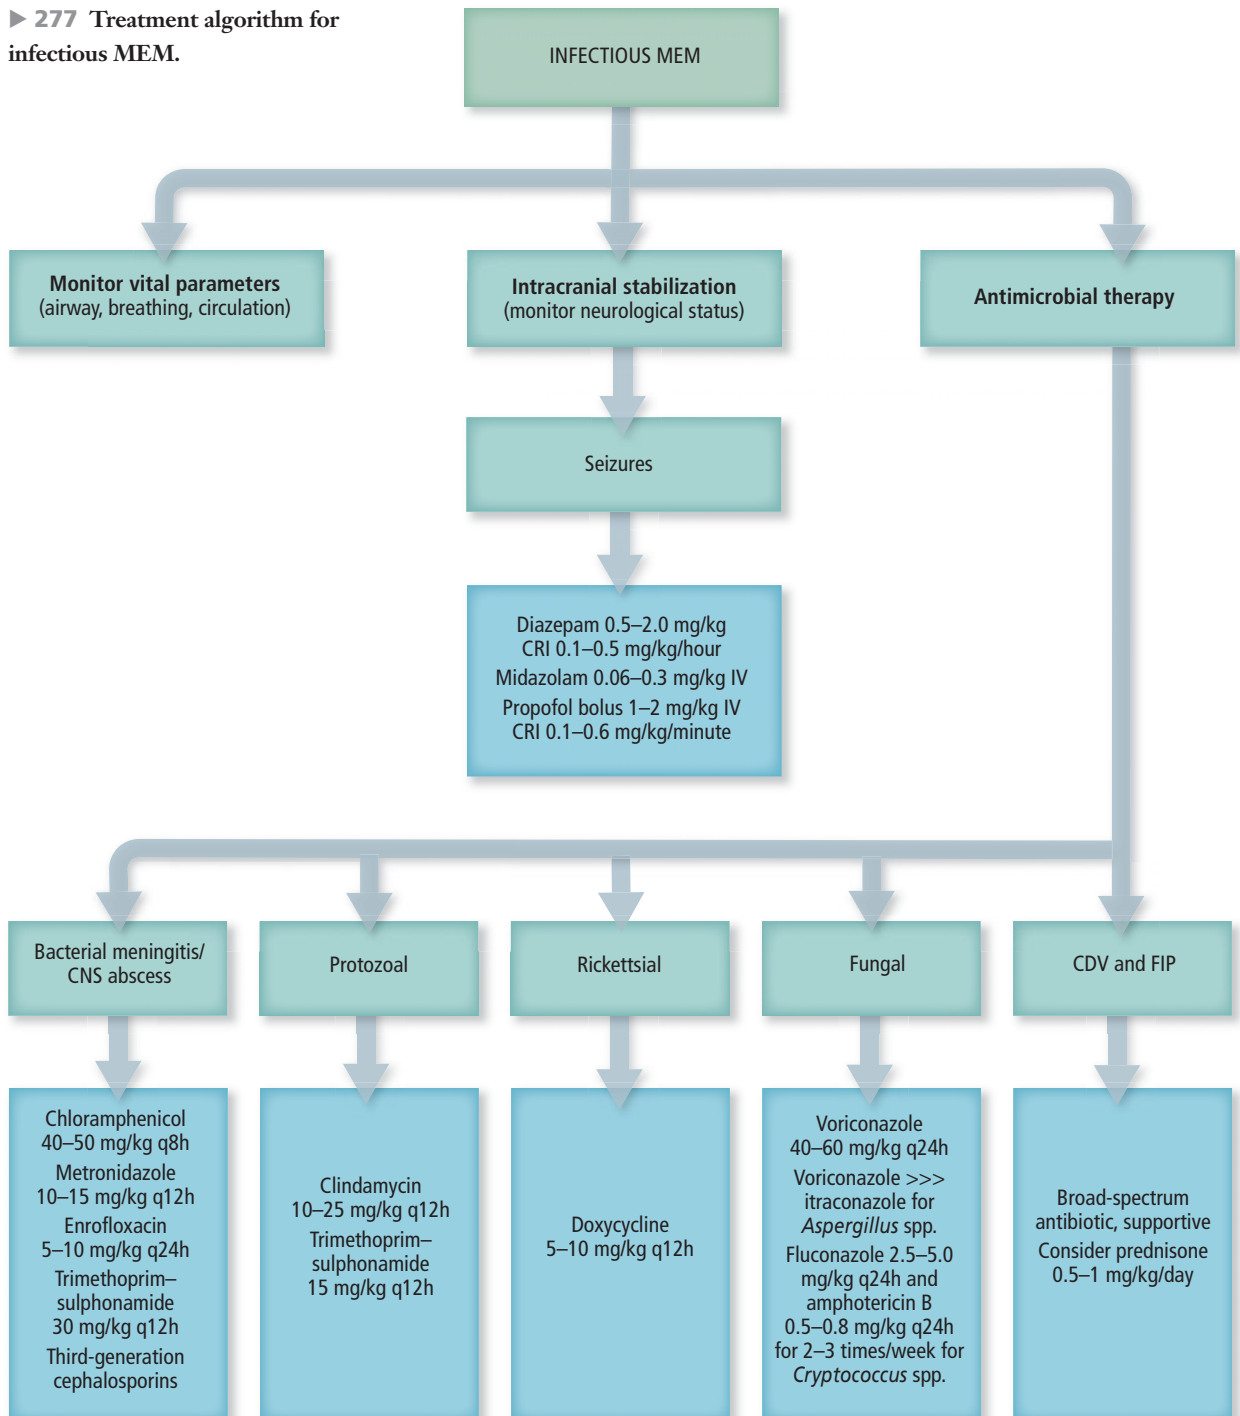 ▶ 277 Treatment algorithm for
infectious MEM.
INFECTIOUS MEM
Monitor vital parameters
(airway, breathing, circulation)
Intracranial stabilization
(monitor neurological status)
Antimicrobial therapy
Seizures
Diazepam 0.5–2.0 mg/kg
CRI 0.1–0.5 mg/kg/hour
Midazolam 0.06–0.3 mg/kg IV
Propofol bolus 1–2 mg/kg IV
CRI 0.1–0.6 mg/kg/minute
Bacterial meningitis/
CNS abscess
Protozoal
Rickettsial
Fungal
CDV and FIP
Chloramphenicol
40–50 mg/kg q8h
Metronidazole
10–15 mg/kg q12h
Enrofloxacin
5–10 mg/kg q24h
Trimethoprim–
sulphonamide
30 mg/kg q12h
Third-generation
cephalosporins
Clindamycin
10–25 mg/kg q12h
Trimethoprim–
sulphonamide
15 mg/kg q12h
Doxycycline
5–10 mg/kg q12h
Voriconazole
40–60 mg/kg q24h
Voriconazole >>>
itraconazole for
Aspergillus spp.
Fluconazole 2.5–5.0
mg/kg q24h and
amphotericin B
0.5–0.8 mg/kg q24h
for 2–3 times/week for
Cryptococcus spp.
Broad-spectrum
antibiotic, supportive
Consider prednisone
0.5–1 mg/kg/day